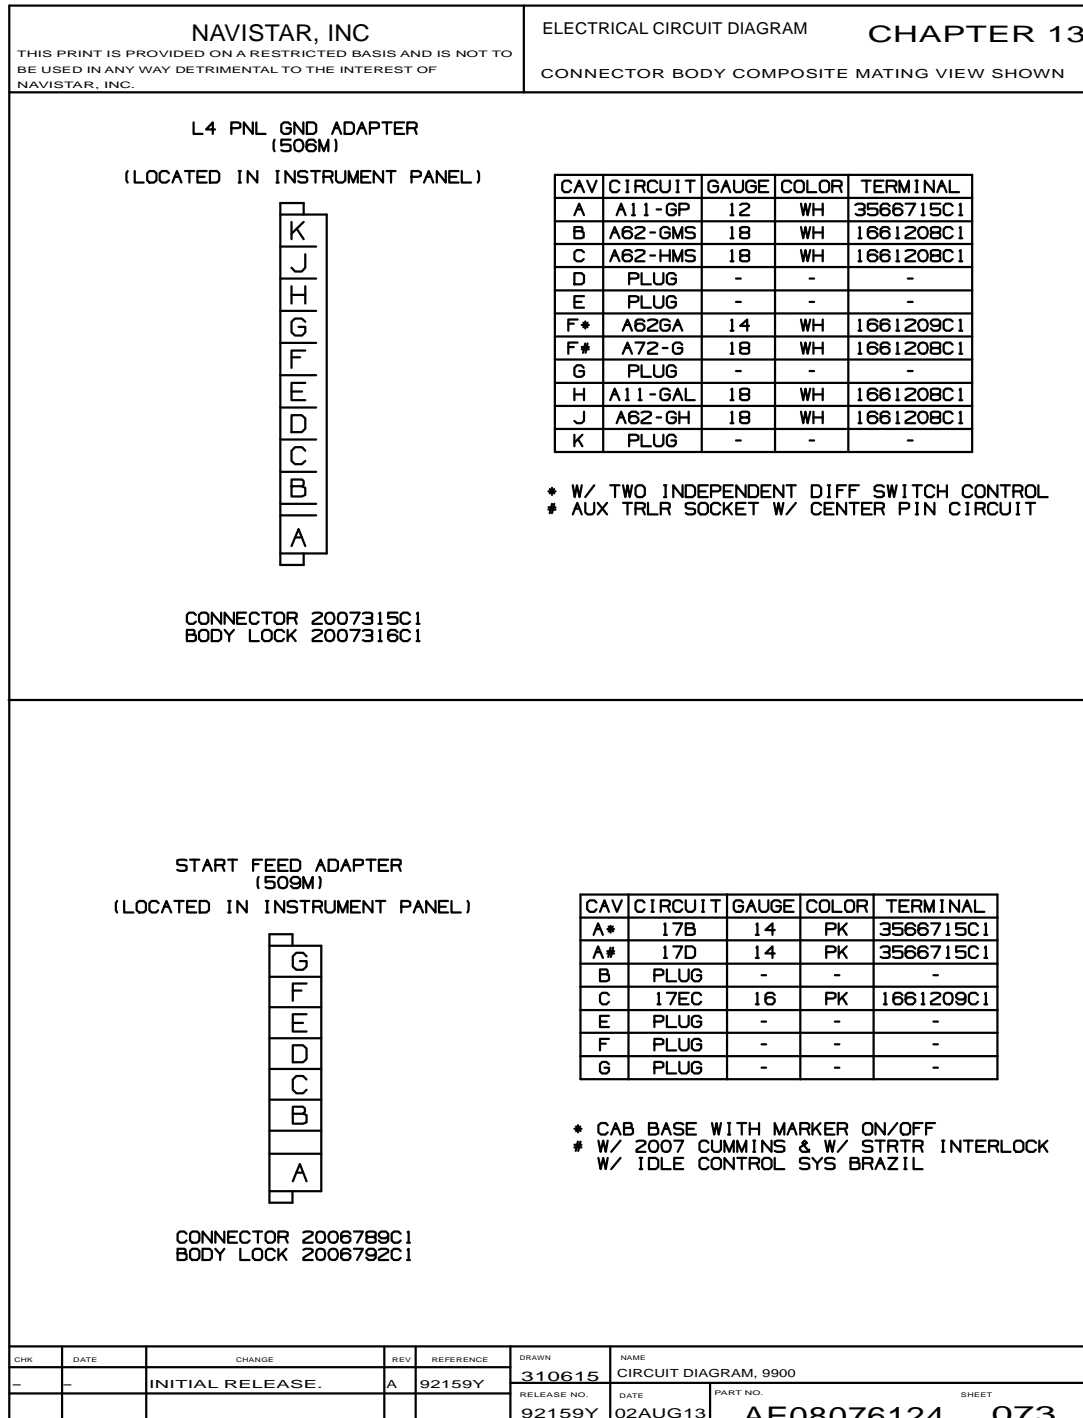 NAVISTAR, INC
THIS PRINT IS PROVIDED ON A RESTRICTED BASIS AND IS NOT TO
BE USED IN ANY WAY DETRIMENTAL TO THE INTEREST OF
NAVISTAR, INC.
ELECTRICAL CIRCUIT DIAGRAM CHAPTER 13
CONNECTOR BODY COMPOSITE MATING VIEW SHOWN
L4 PNL GND ADAPTER
(506M)
(LOCATED IN INSTRUMENT PANEL)
K
J
H
G
F
E
D
C
B
A
CONNECTOR 2007315C1
BODY LOCK 2007316C1
CAV CIRCUIT GAUGE COLOR TERMINAL
A A11-GP 12 WH 3566715C1
B A62-GMS 18 WH 1661208C1
C A62-HMS 18 WH 1661208C1
D PLUG - - -
E PLUG - - -
F* A62GA 14 WH 1661209C1
F# A72-G 18 WH 1661208C1
G PLUG - - -
H A11-GAL 18 WH 1661208C1
J A62-GH 18 WH 1661208C1
K PLUG - - -
* W/ TWO INDEPENDENT DIFF SWITCH CONTROL
# AUX TRLR SOCKET W/ CENTER PIN CIRCUIT
START FEED ADAPTER
(509M)
(LOCATED IN INSTRUMENT PANEL)
G
F
E
D
C
B
A
CONNECTOR 2006789C1
BODY LOCK 2006792C1
CAV CIRCUIT GAUGE COLOR TERMINAL
A* 17B 14 PK 3566715C1
A# 17D 14 PK 3566715C1
B PLUG - - -
C 17EC 16 PK 1661209C1
E PLUG - - -
F PLUG - - -
G PLUG - - -
* CAB BASE WITH MARKER ON/OFF
# W/ 2007 CUMMINS & W/ STRTR INTERLOCK
W/ IDLE CONTROL SYS BRAZIL
CHK DATE CHANGE REV REFERENCE
- - INITIAL RELEASE. A 92159Y
DRAWN
310615
NAME
CIRCUIT DIAGRAM, 9900
RELEASE NO.
92159Y
DATE
02AUG13
PART NO.
AE08076124
SHEET
073